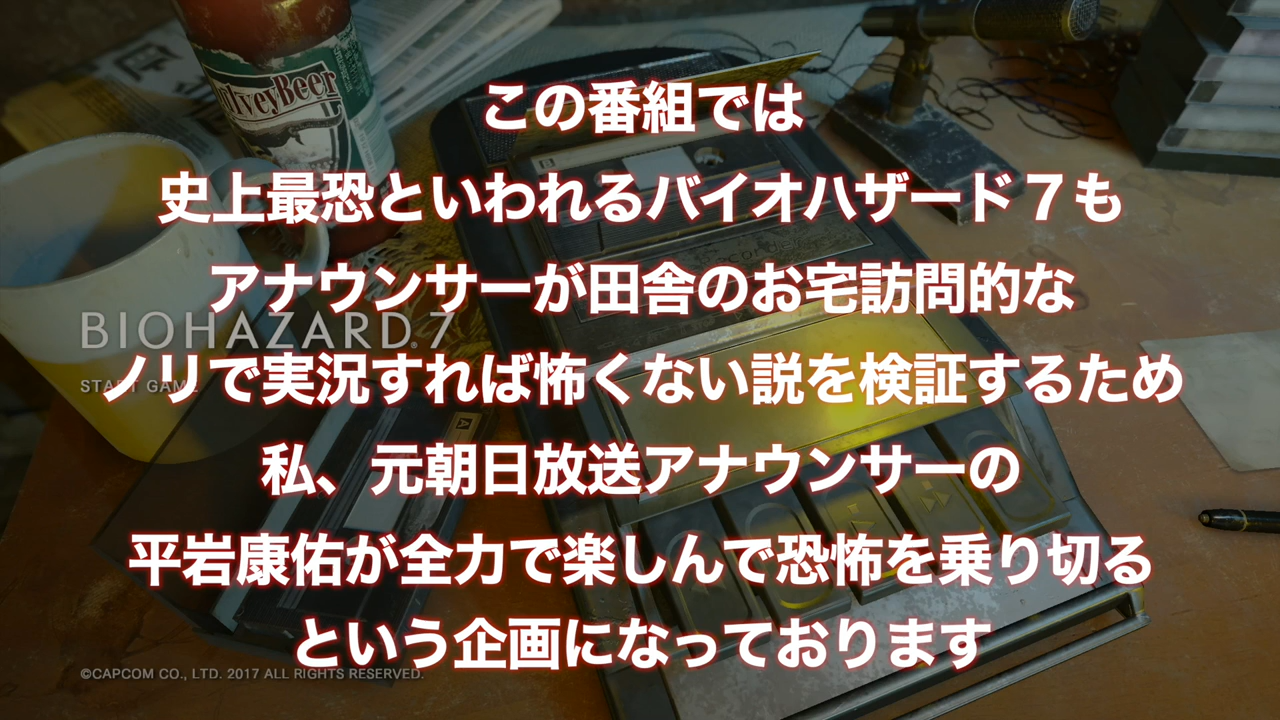 この番組では
史上最恐といわれるバイオハザード７も
アナウンサーが田舎のお宅訪問的な
ノリで実況すれば怖くない説を検証するため
私、元朝日放送アナウンサーの
平岩康佑が全力で楽しんで恐怖を乗り切る
という企画になっております
BIOHAZARD® 7
START GAME
©CAPCOM CO., LTD. 2017 ALL RIGHTS RESERVED.